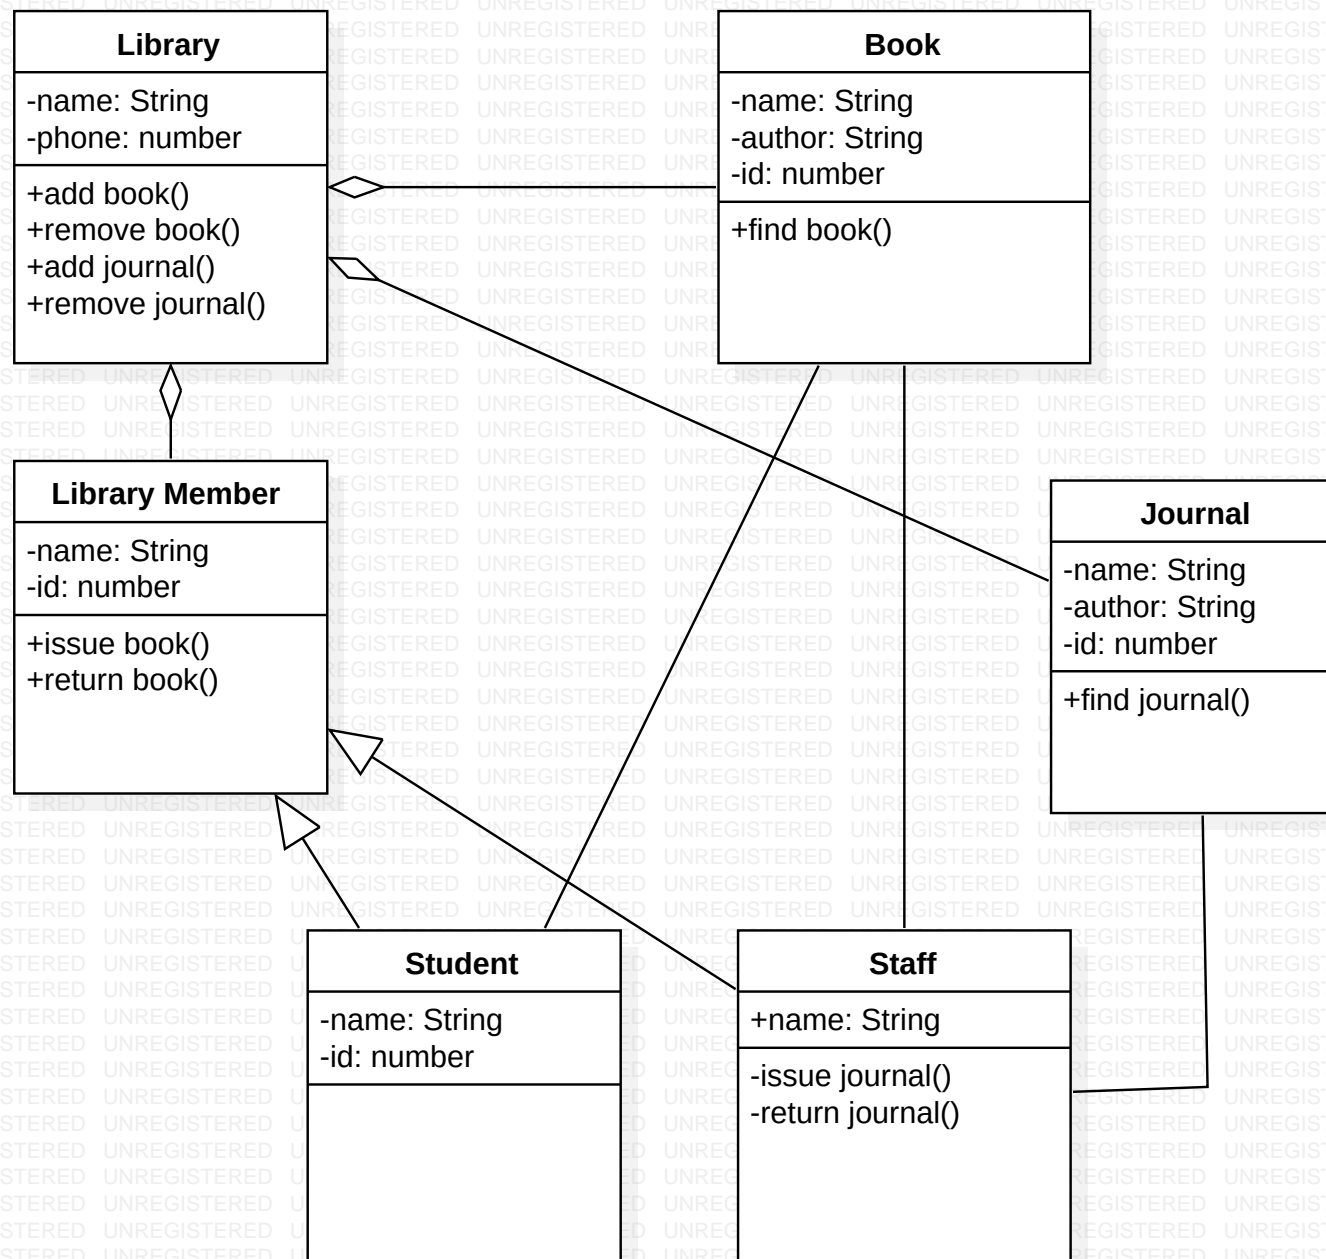 Library
-name: String
-phone: number
+add book()
+remove book()
+add journal()
+remove journal()
Book
-name: String
-author: String
-id: number
+find book()
Library Member
-name: String
-id: number
+issue book()
+return book()
Journal
-name: String
-author: String
-id: number
+find journal()
Student
-name: String
-id: number
Staff
+name: String
-issue journal()
-return journal()
UNREGISTERED